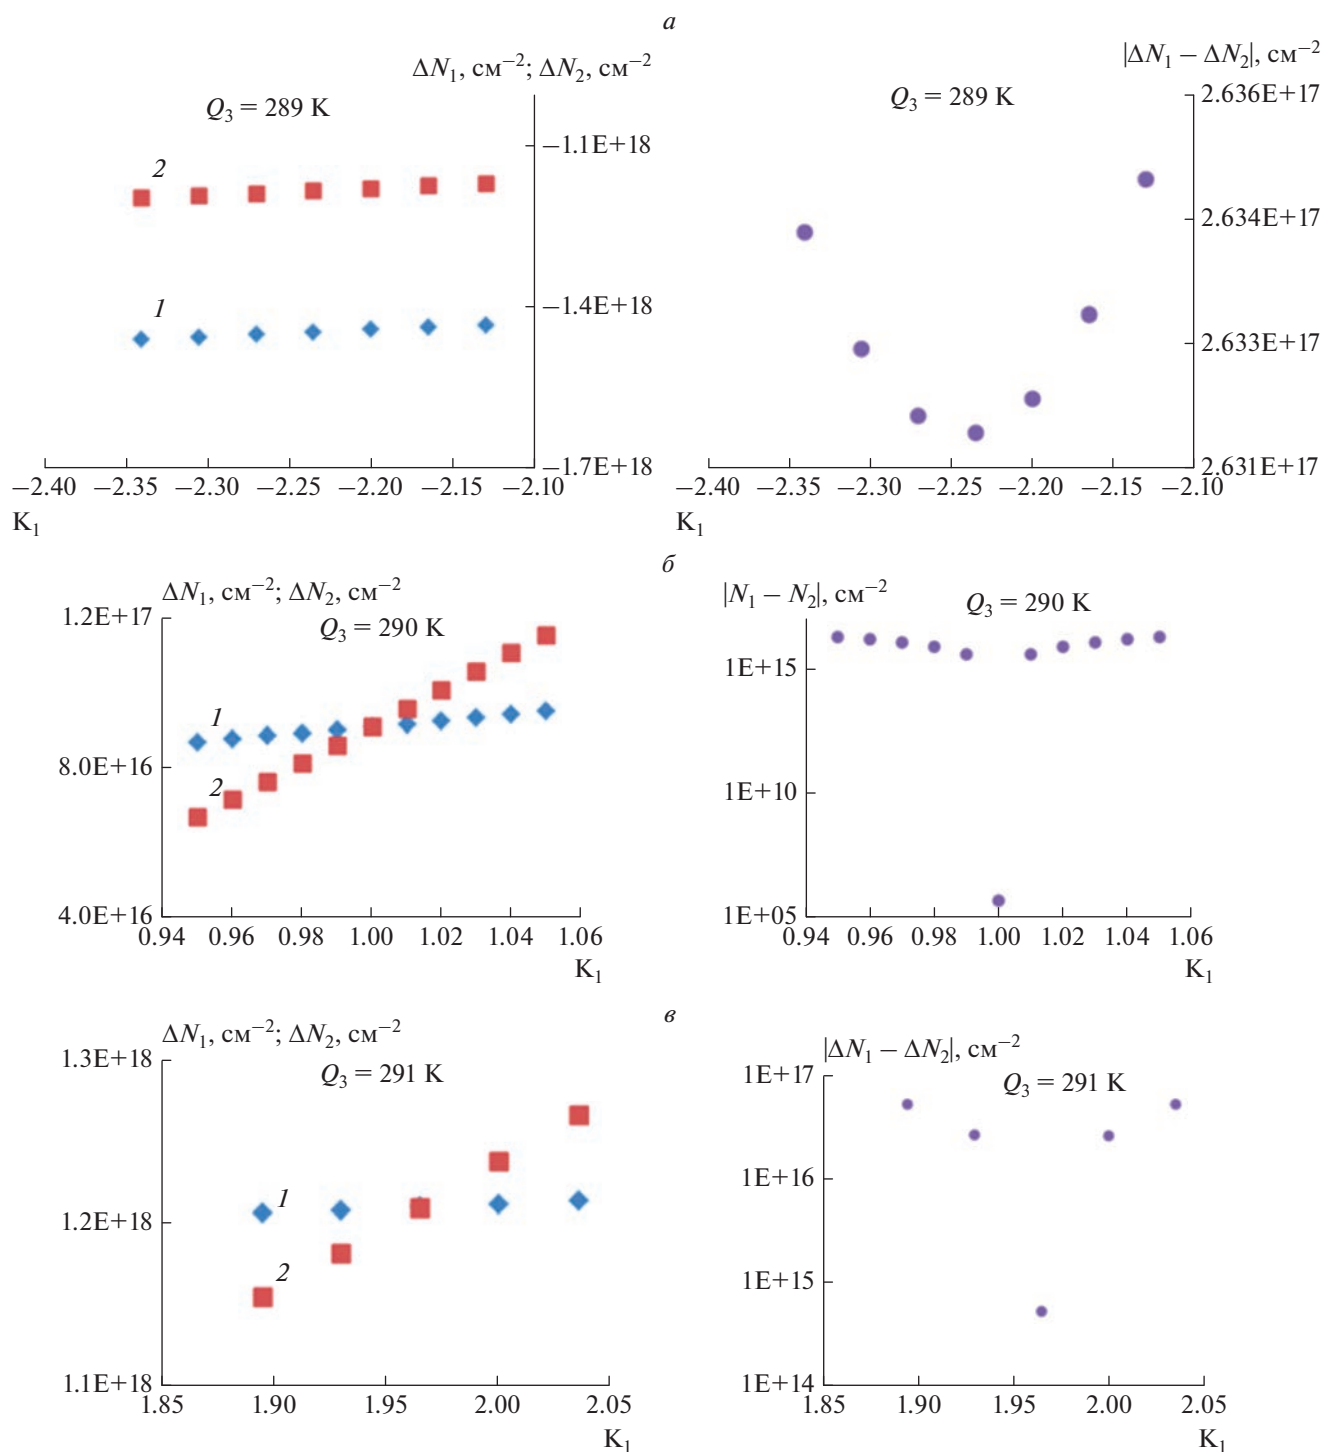 а
ΔN₁, см⁻²; ΔN₂, см⁻²
Q₃ = 289 K
−1.1E+18
2
1
−1.4E+18
−1.7E+18
−2.40 −2.35 −2.30 −2.25 −2.20 −2.15 −2.10
K₁
|ΔN₁ − ΔN₂|, см⁻²
Q₃ = 289 K
2.636E+17
2.634E+17
2.633E+17
2.631E+17
−2.40 −2.35 −2.30 −2.25 −2.20 −2.15 −2.10
K₁
б
ΔN₁, см⁻²; ΔN₂, см⁻²
1.2E+17
Q₃ = 290 K
1
8.0E+16
2
4.0E+16
0.94 0.96 0.98 1.00 1.02 1.04 1.06
K₁
|N₁ − N₂|, см⁻²
Q₃ = 290 K
1E+15
1E+10
1E+05
0.94 0.96 0.98 1.00 1.02 1.04 1.06
K₁
в
ΔN₁, см⁻²; ΔN₂, см⁻²
1.3E+18
Q₃ = 291 K
1
1.2E+18
2
1.1E+18
1.85 1.90 1.95 2.00 2.05
K₁
|ΔN₁ − ΔN₂|, см⁻²
1E+17
Q₃ = 291 K
1E+16
1E+15
1E+14
1.85 1.90 1.95 2.00 2.05
K₁